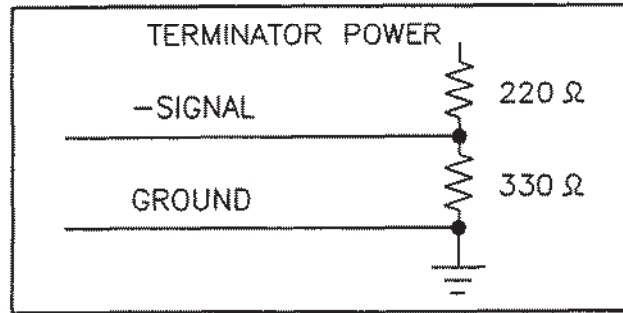 TERMINATOR POWER
220 Ω
-SIGNAL
330 Ω
GROUND